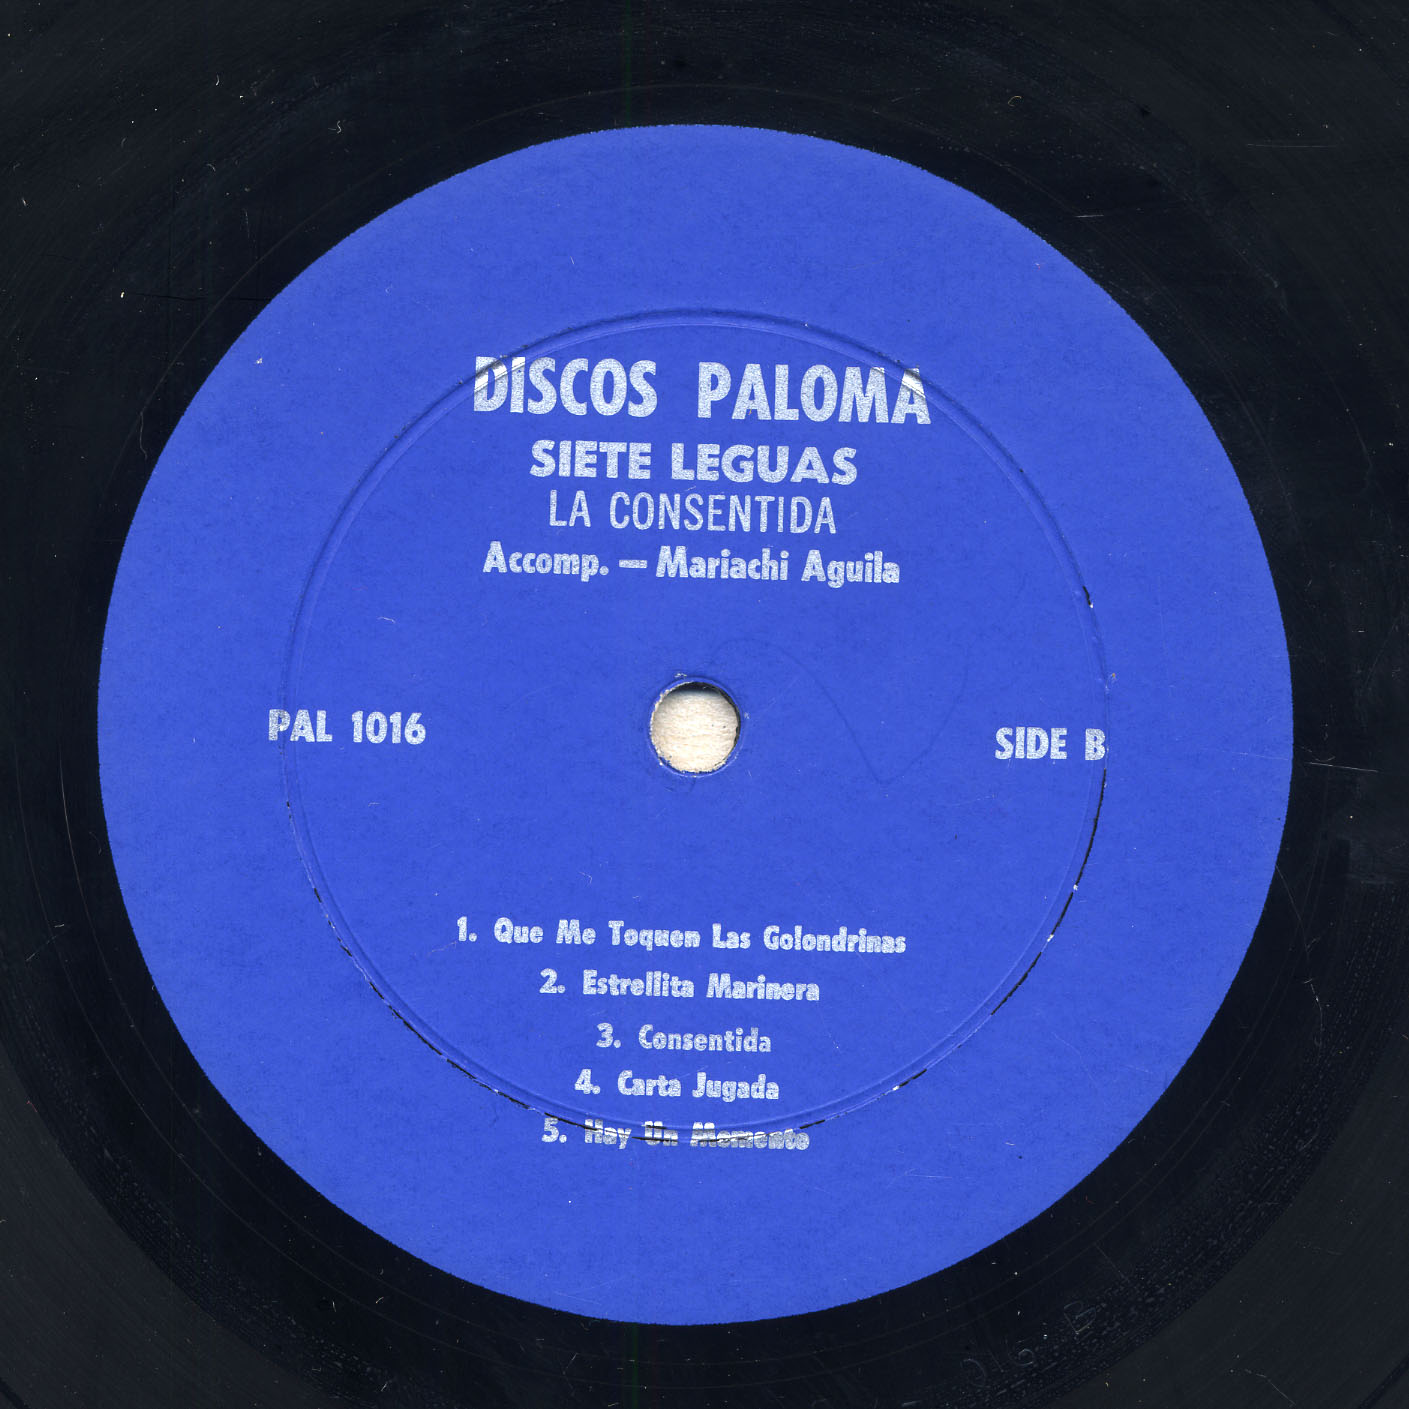 DISCOS PALOMA
SIETE LEGUAS
LA CONSENTIDA
Accomp. — Mariachi Aguila
PAL 1016
SIDE B
1. Que Me Toquen Las Golondrinas
2. Estrellita Marinera
3. Consentida
4. Carta Jugada
5. Hoy Un Momento